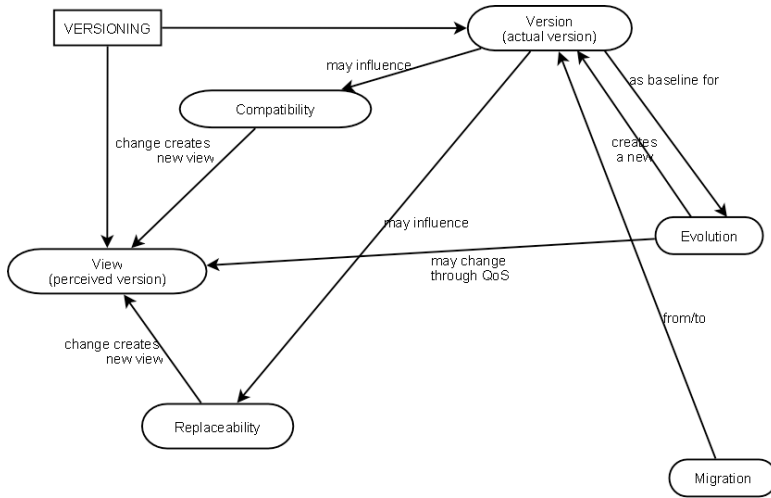 VERSIONING
Version
(actual version)
may influence
as baseline for
Compatibility
change creates
new view
creates
a new
may influence
Evolution
View
(perceived version)
may change
through QoS
from/to
change creates
new view
Replaceability
Migration